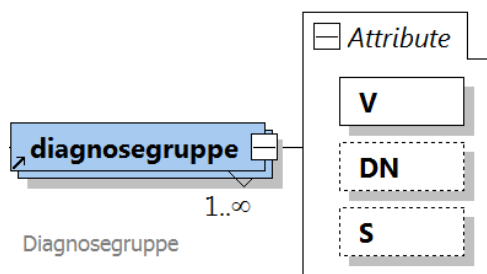 Attribute
V
diagnosegruppe
DN
1..∞
S
Diagnosegruppe